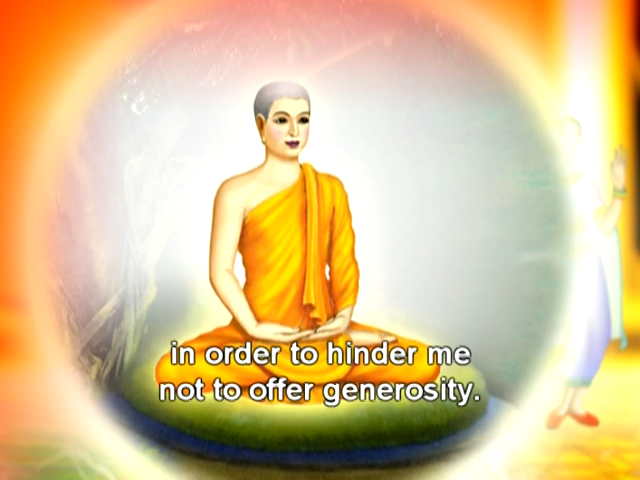 in order to hinder me
not to offer generosity.